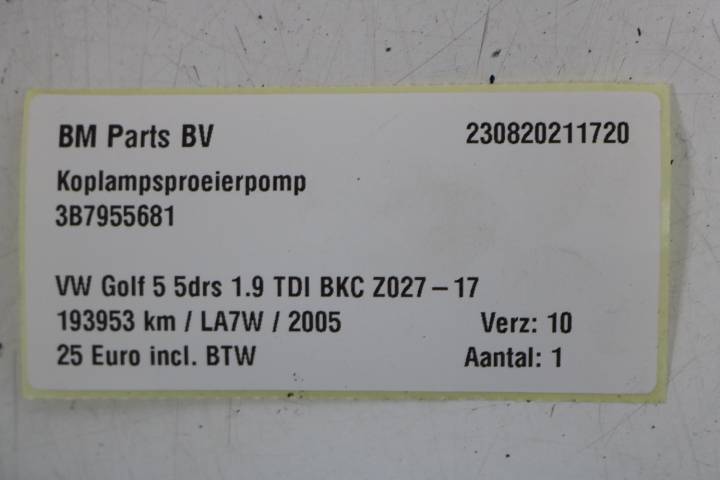 BM Parts BV 230820211720
Koplampsproeierpomp
3B7955681
VW Golf 5 5drs 1.9 TDI BKC Z027 – 17
193953 km / LA7W / 2005 Verz: 10
25 Euro incl. BTW Aantal: 1